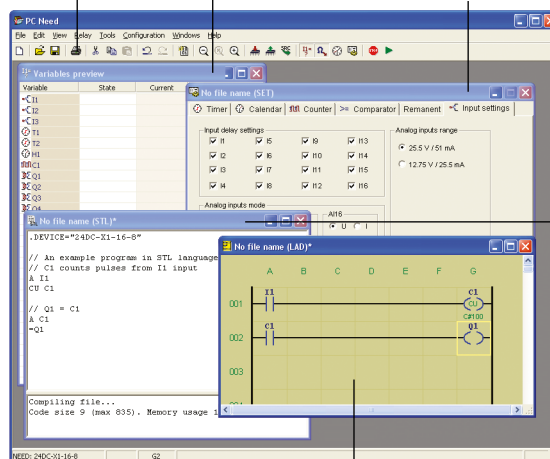 PC Need
File Edit View Relay Tools Configuration Windows Help
Variables preview
Variable State Current
I1
I2
I3
T1
T2
H1
C1
Q1
Q2
Q3
Q4
No file name (SET)
Timer Calendar Counter >= Comparator Remanent Input settings
Input delay settings
I1 I5 I9 I13
I2 I6 I10 I14
I3 I7 I11 I15
I4 I8 I12 I16
Analog inputs range
25.5 V / 51 mA
12.75 V / 25.5 mA
Analog inputs mode
AI16
U I
No file name (STL)*
.DEVICE="24DC-X1-16-8"
// An example program in STL language
// C1 counts pulses from I1 input
A I1
CU C1
// Q1 = C1
A C1
=Q1
Compiling file...
Code size 9 (max 835). Memory usage 1
No file name (LAD)*
A B C D E F G
I1 C1
001 CU
C#100
C1 Q1
002
003
NEED: 24DC-X1-16-8 G2